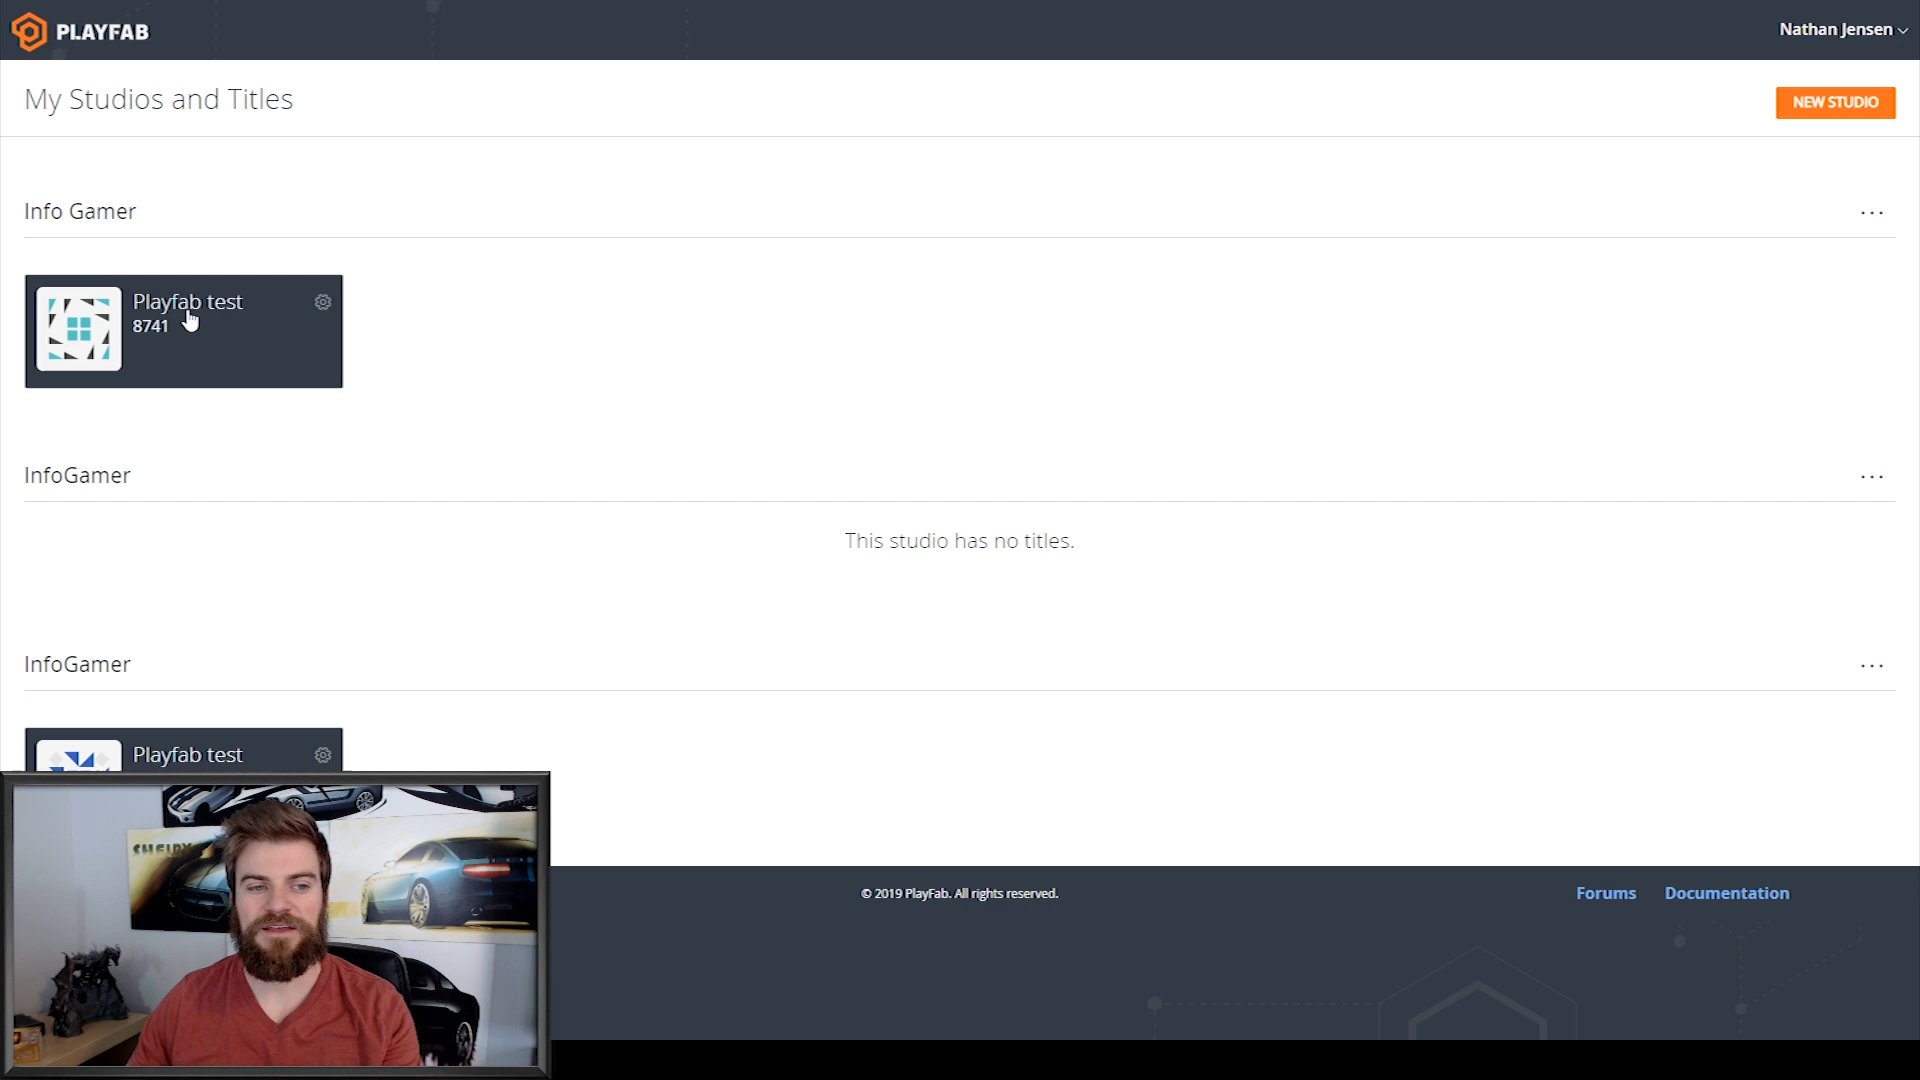 PLAYFAB
Nathan Jensen
My Studios and Titles
NEW STUDIO
Info Gamer
...
Playfab test
8741
InfoGamer
...
This studio has no titles.
InfoGamer
...
Playfab test
SHELBY
© 2019 PlayFab. All rights reserved.
Forums Documentation